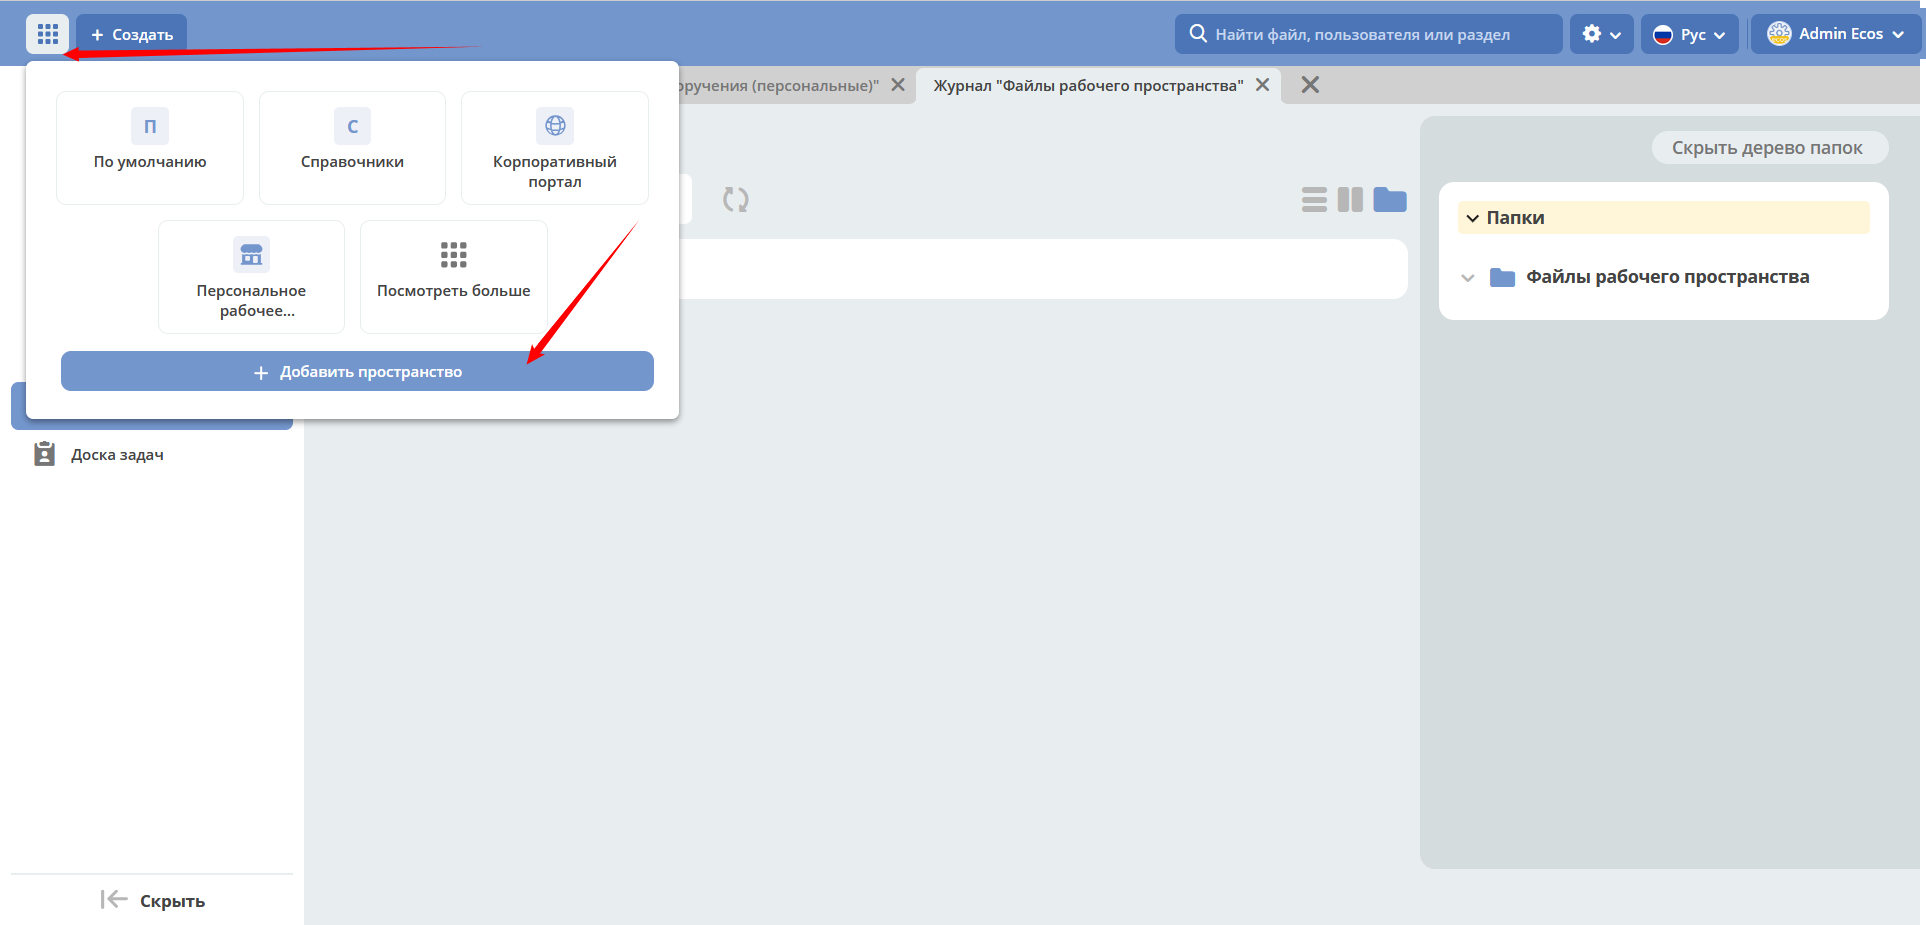 + Создать
Найти файл, пользователя или раздел
Рус
Admin Ecos
оручения (персональные)"
Журнал "Файлы рабочего пространства"
П
По умолчанию
С
Справочники
Корпоративный
портал
Персональное
рабочее...
Посмотреть больше
+ Добавить пространство
Доска задач
Скрыть
Скрыть дерево папок
Папки
Файлы рабочего пространства